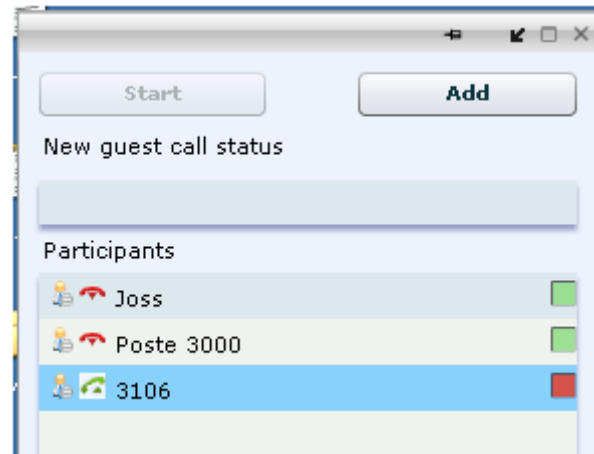 Start Add
New guest call status
Participants
Joss
Poste 3000
3106